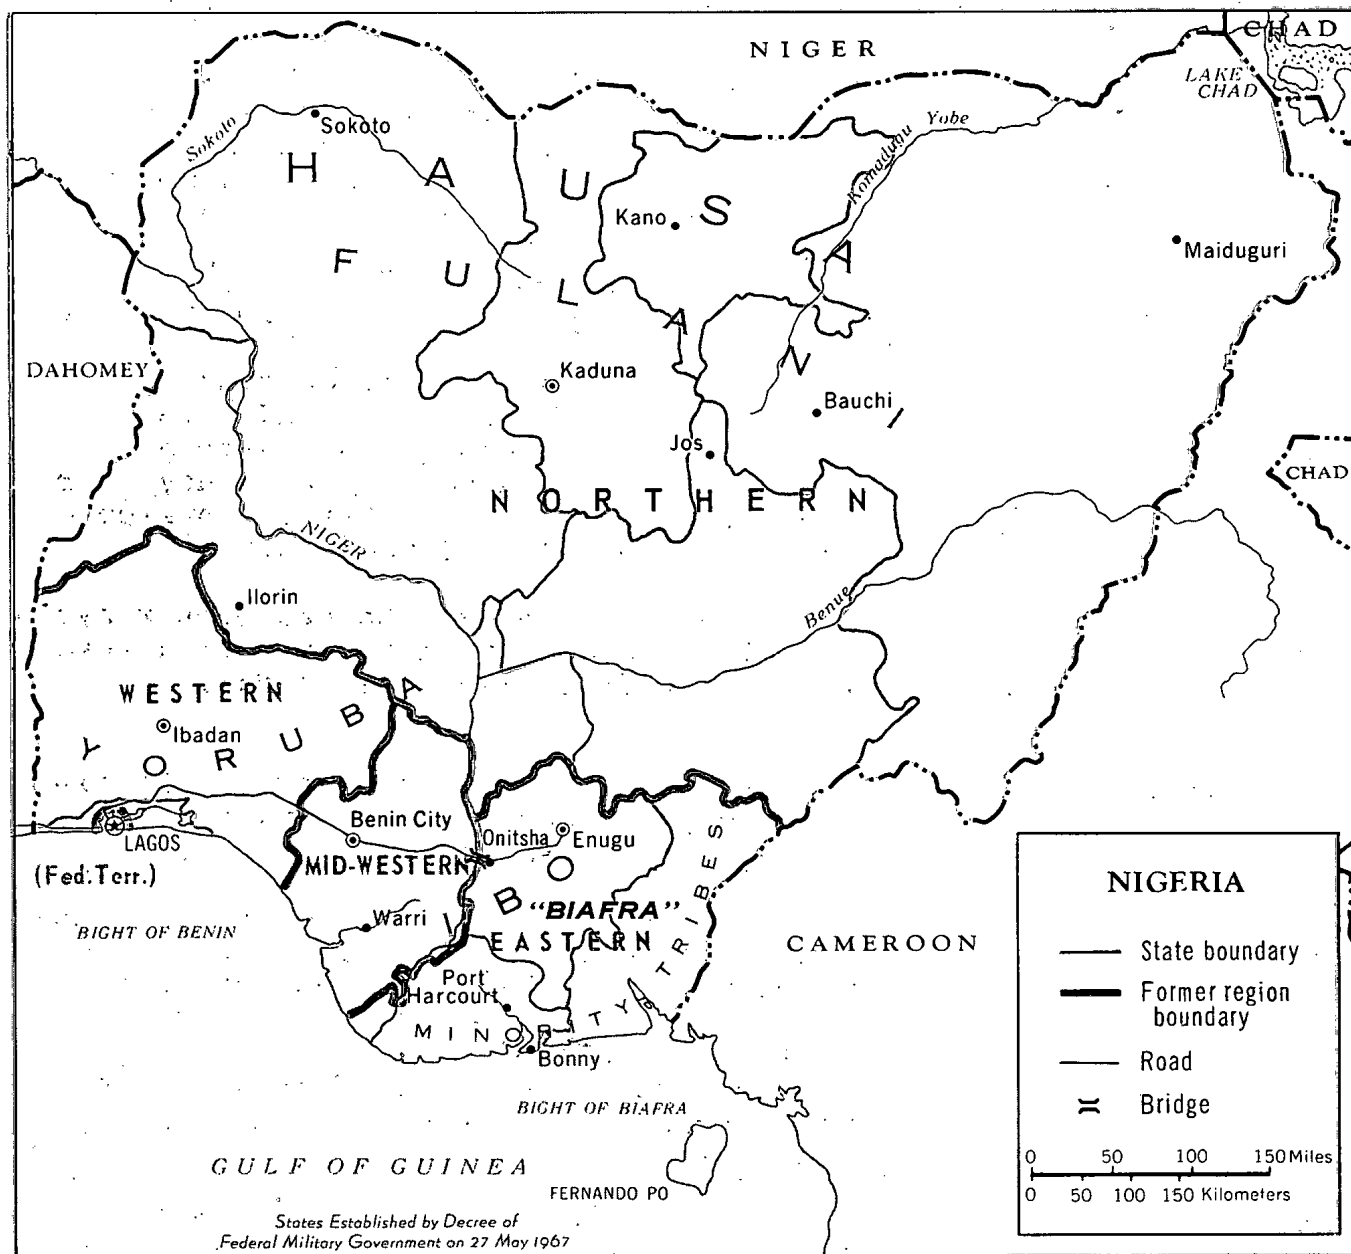 NIGER
CHAD
LAKE
CHAD
Sokoto
Sokoto
Yobe
Komadugu
HAUSA
Kano
Maiduguri
FULANI
DAHOMEY
Kaduna
Bauchi
Jos
CHAD
NORTHERN
NIGER
Ilorin
Benue
WESTERN
Ibadan
YORUBA
Benin City
Onitsha
Enugu
LAGOS
(Fed. Terr.)
MID-WESTERN
IBO
"BIAFRA"
Warri
EASTERN
BIGHT OF BENIN
CAMEROON
Port
Harcourt
MINORITY TRIBES
Bonny
BIGHT OF BIAFRA
GULF OF GUINEA
FERNANDO PO
States Established by Decree of
Federal Military Government on 27 May 1967
NIGERIA
State boundary
Former region
boundary
Road
Bridge
0 50 100 150 Miles
0 50 100 150 Kilometers